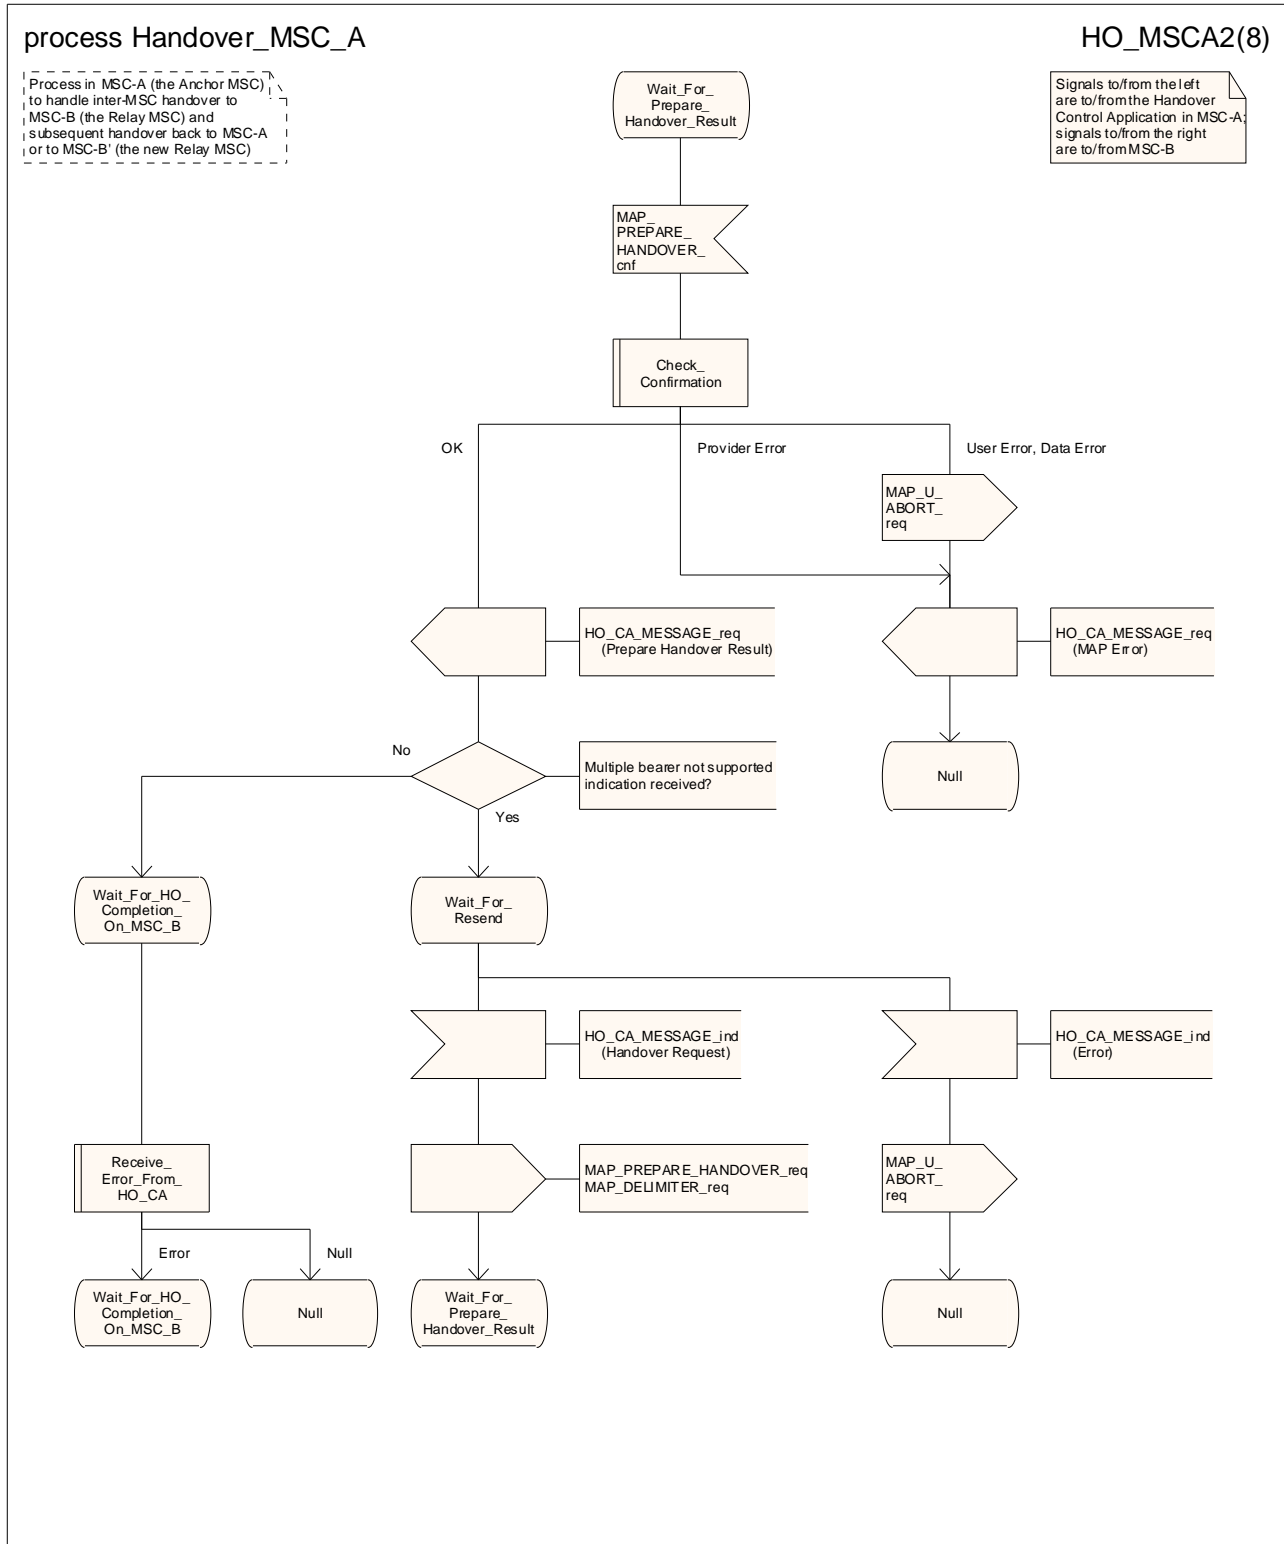 process Handover_MSC_A
HO_MSCA2(8)
Process in MSC-A (the Anchor MSC)
to handle inter-MSC handover to
MSC-B (the Relay MSC) and
subsequent handover back to MSC-A
or to MSC-B' (the new Relay MSC)
Wait_For_
Prepare_
Handover_Result
Signals to/from the left
are to/from the Handover
Control Application in MSC-A;
signals to/from the right
are to/from MSC-B
MAP_
PREPARE_
HANDOVER_
cnf
Check_
Confirmation
OK
Provider Error
User Error, Data Error
MAP_U_
ABORT_
req
HO_CA_MESSAGE_req
(Prepare Handover Result)
HO_CA_MESSAGE_req
(MAP Error)
No
Multiple bearer not supported
indication received?
Null
Yes
Wait_For_HO_
Completion_
On_MSC_B
Wait_For_
Resend
HO_CA_MESSAGE_ind
(Handover Request)
HO_CA_MESSAGE_ind
(Error)
Receive_
Error_From_
HO_CA
MAP_PREPARE_HANDOVER_req
MAP_DELIMITER_req
MAP_U_
ABORT_
req
Error
Null
Wait_For_HO_
Completion_
On_MSC_B
Null
Wait_For_
Prepare_
Handover_Result
Null